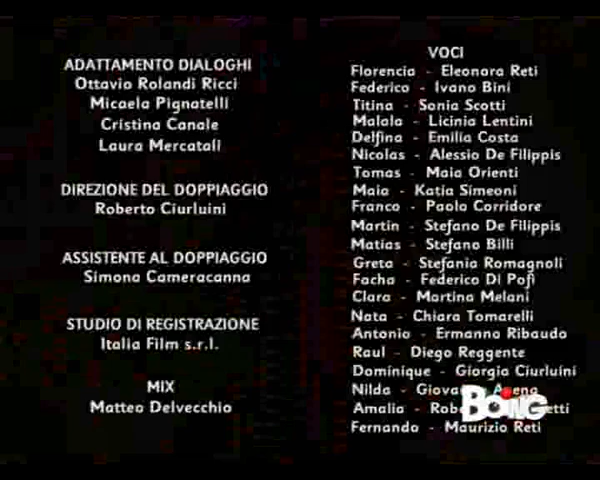 ADATTAMENTO DIALOGHI
Ottavio Rolandi Ricci
Micaela Pignatelli
Cristina Canale
Laura Mercatali
DIREZIONE DEL DOPPIAGGIO
Roberto Ciurluini
ASSISTENTE AL DOPPIAGGIO
Simona Cameracanna
STUDIO DI REGISTRAZIONE
Italia Film s.r.l.
MIX
Matteo Delvecchio
VOCI
Florencia - Eleonora Reti
Federico - Ivano Bini
Titina - Sonia Scotti
Malala - Licinia Lentini
Delfina - Emilia Costa
Nicolas - Alessio De Filippis
Tomas - Maia Orienti
Maia - Katia Simeoni
Franco - Paola Corridore
Martin - Stefano De Filippis
Matías - Stefano Billi
Greta - Stefania Romagnoli
Facha - Federico Di Pofi
Clara - Martina Melani
Nata - Chiara Tomarelli
Antonio - Ermanno Ribaudo
Raul - Diego Reggente
Dominique - Giorgia Ciurluini
Nilda -
Amalia -
Fernando - Maurizio Reti
BOING